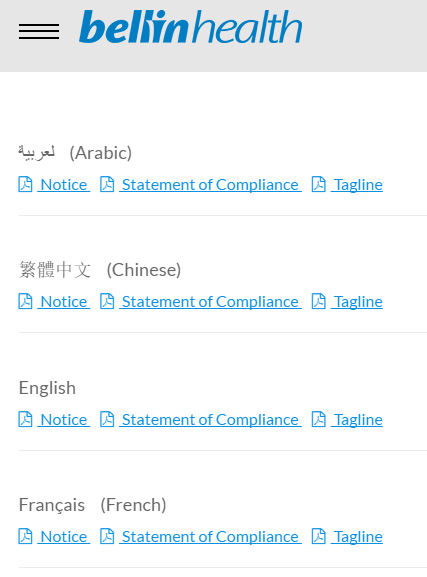 bellinhealth
لعربية (Arabic)
Notice Statement of Compliance Tagline
繁體中文 (Chinese)
Notice Statement of Compliance Tagline
English
Notice Statement of Compliance Tagline
Français (French)
Notice Statement of Compliance Tagline